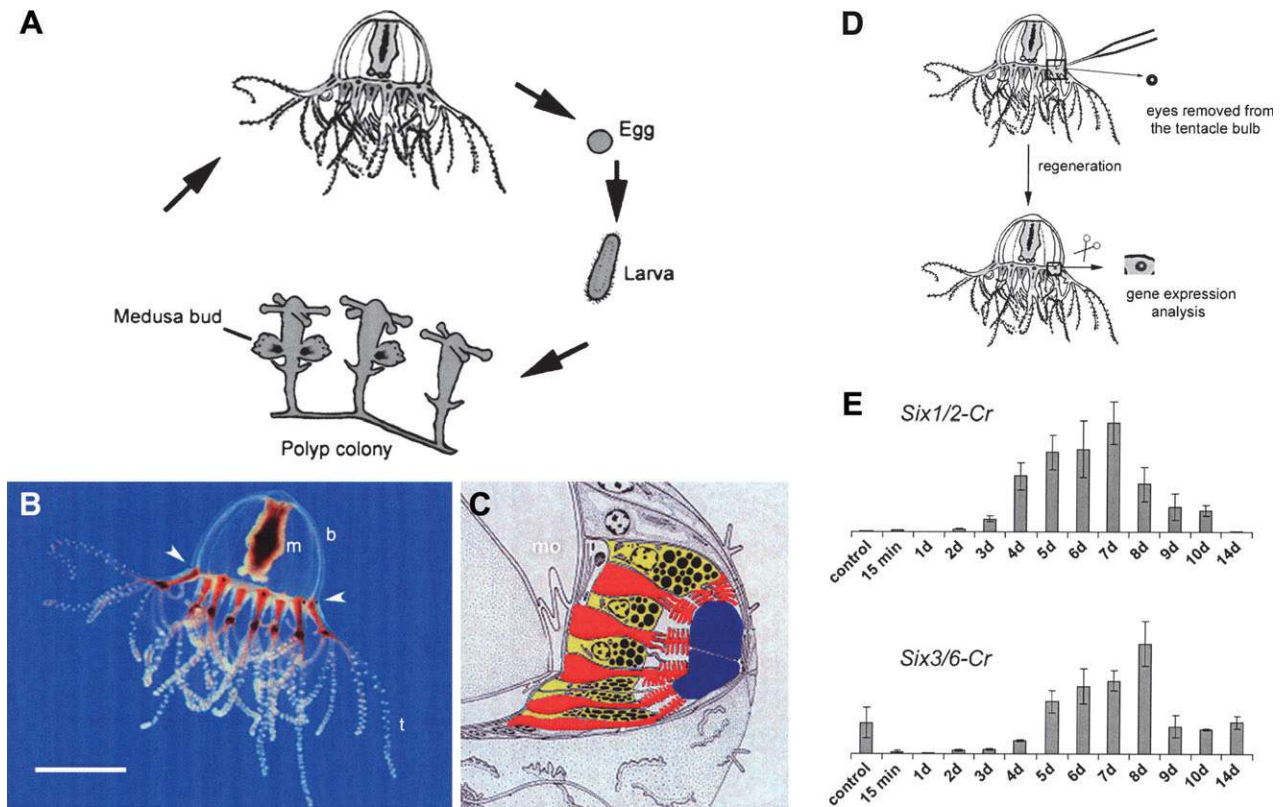 A
Egg
Larva
Medusa bud
Polyp colony
B
b
m
t
C
mo
D
eyes removed from
the tentacle bulb
regeneration
gene expression
analysis
E
Six1/2-Cr
control 15 min 1d 2d 3d 4d 5d 6d 7d 8d 9d 10d 14d
Six3/6-Cr
control 15 min 1d 2d 3d 4d 5d 6d 7d 8d 9d 10d 14d